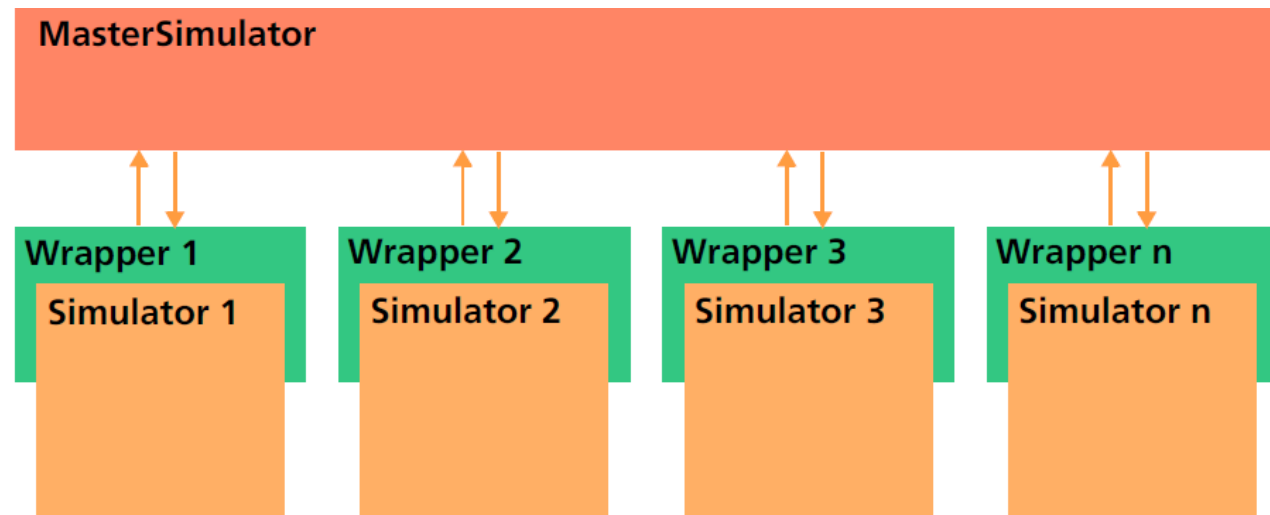 MasterSimulator
Wrapper 1
Wrapper 2
Wrapper 3
Wrapper n
Simulator 1
Simulator 2
Simulator 3
Simulator n